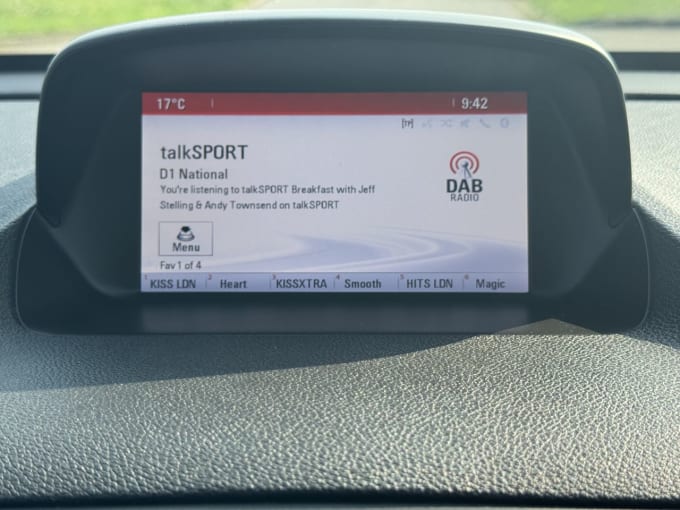 17°C 9:42
[TP]
talkSPORT
D1 National
You're listening to talkSPORT Breakfast with Jeff
Stelling & Andy Townsend on talkSPORT
DAB
RADIO
Menu
Fav 1 of 4
1 KISS LDN 2 Heart 3 KISSXTRA 4 Smooth 5 HITS LDN 6 Magic